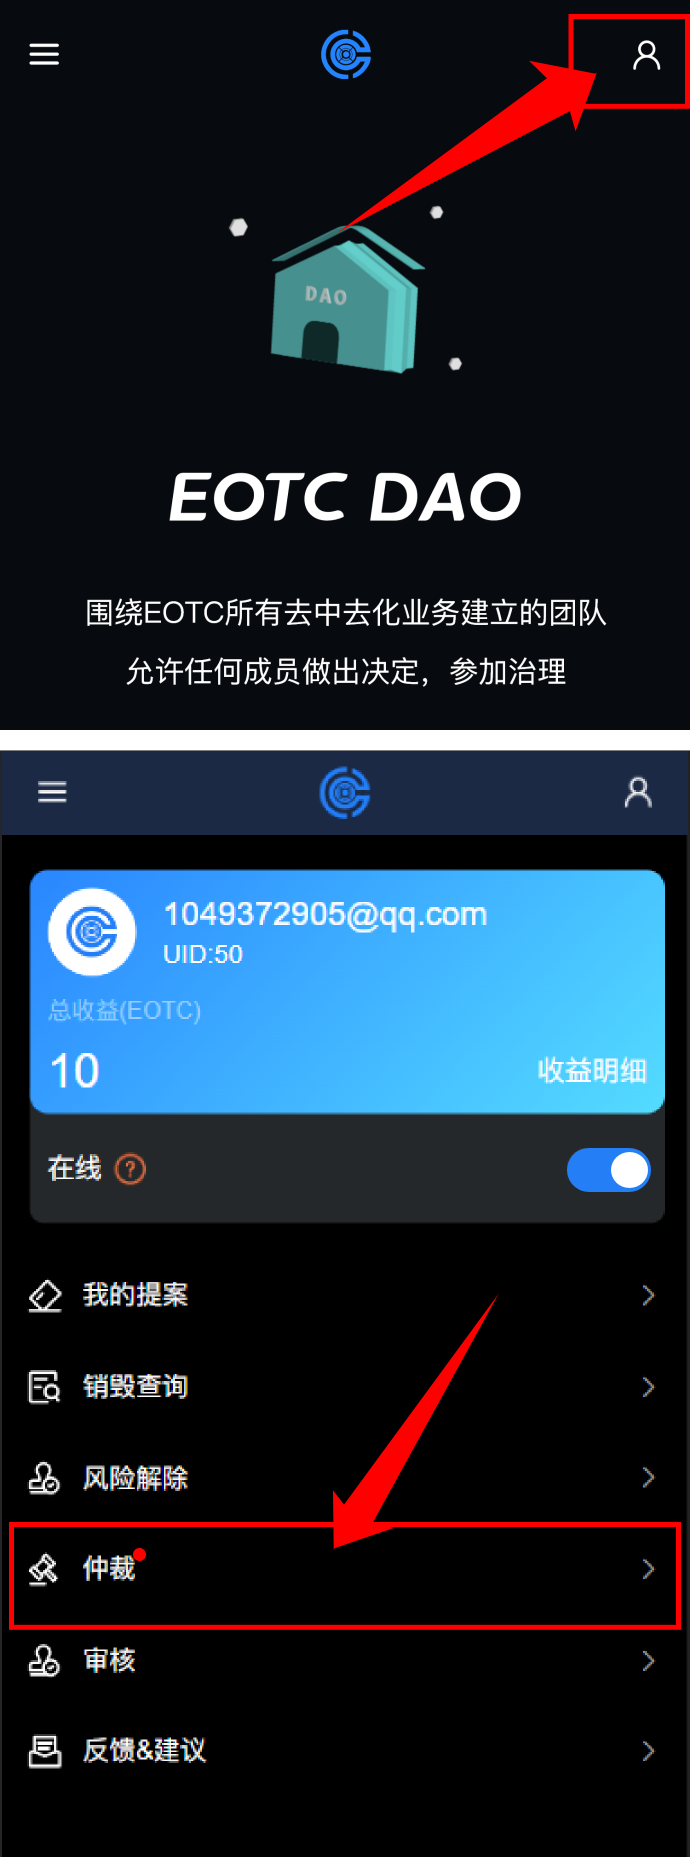 DAO
EOTC DAO
围绕EOTC所有去中去化业务建立的团队
允许任何成员做出决定，参加治理
1049372905@qq.com
UID:50
总收益(EOTC)
10
收益明细
在线 ?
我的提案
销毁查询
风险解除
仲裁
审核
反馈&建议